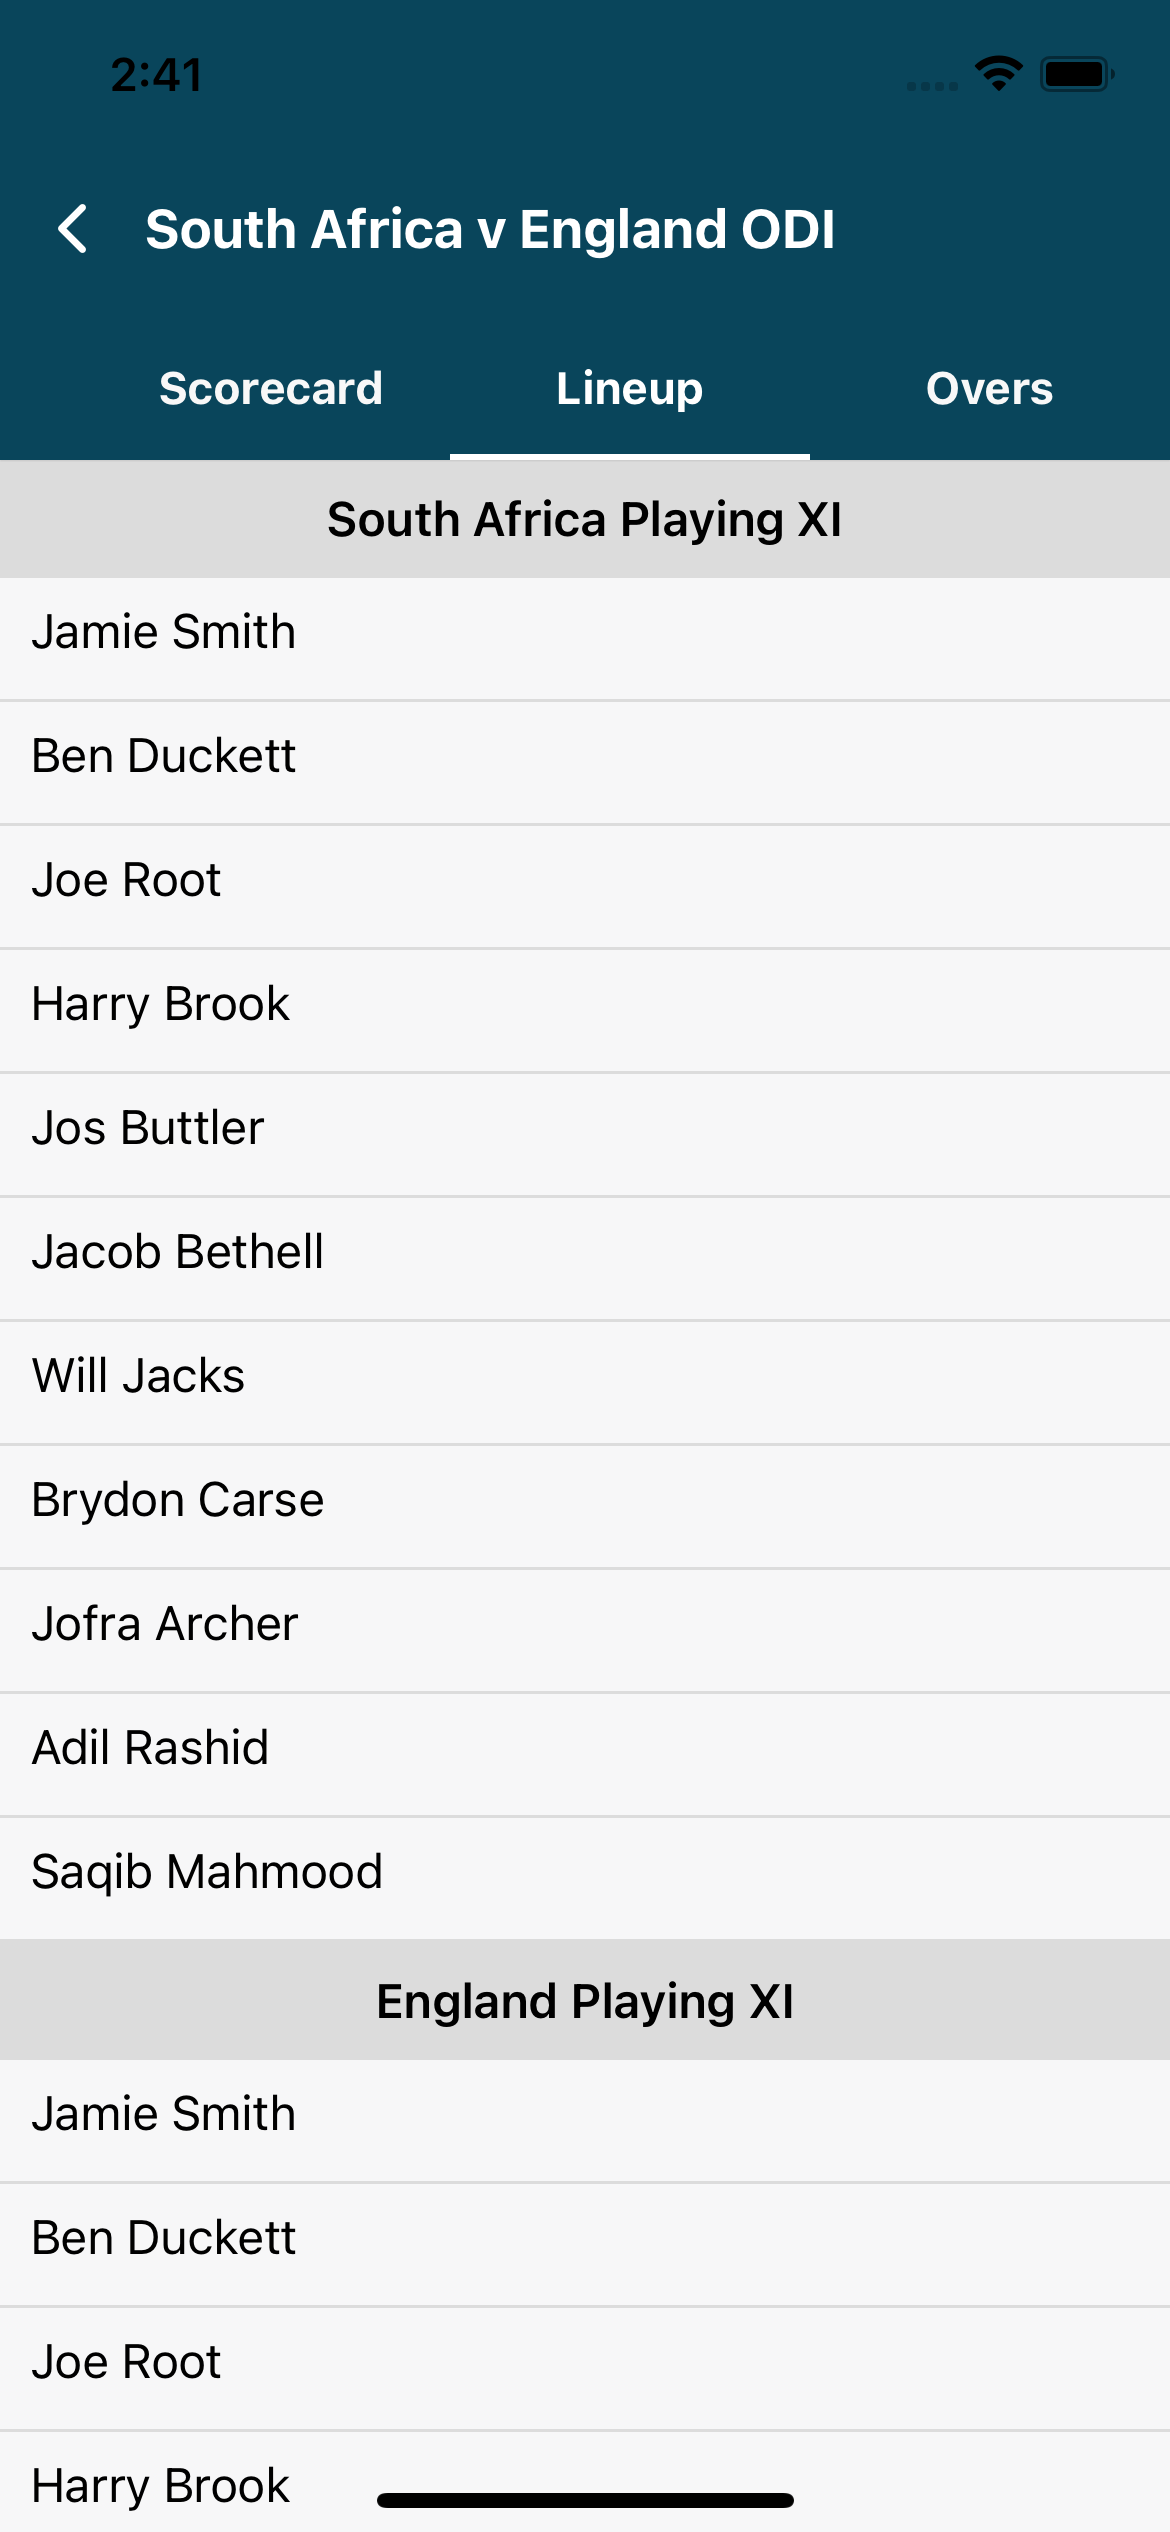 2:41
South Africa v England ODI
Scorecard Lineup Overs
South Africa Playing XI
Jamie Smith
Ben Duckett
Joe Root
Harry Brook
Jos Buttler
Jacob Bethell
Will Jacks
Brydon Carse
Jofra Archer
Adil Rashid
Saqib Mahmood
England Playing XI
Jamie Smith
Ben Duckett
Joe Root
Harry Brook